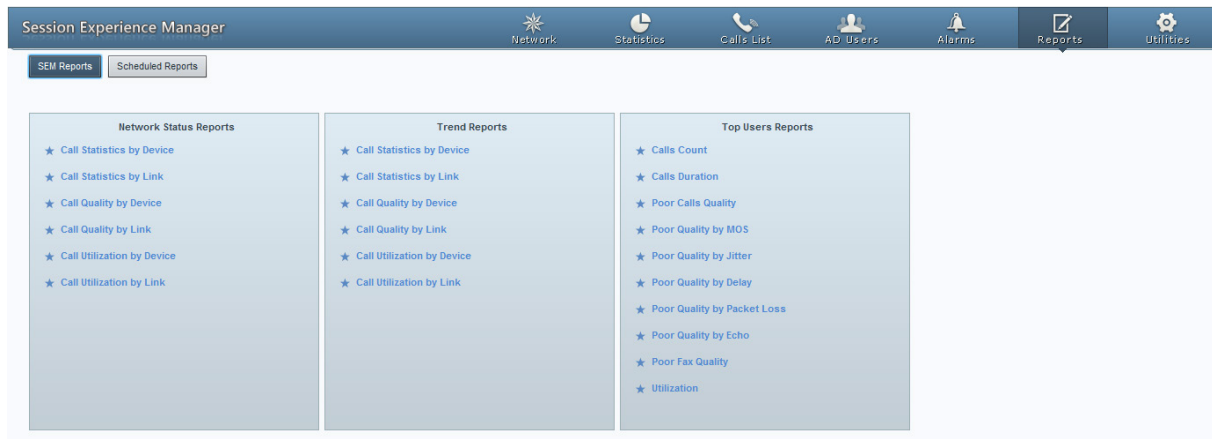 Session Experience Manager
Network Statistics Calls List AD Users Alarms Reports Utilities
SEM Reports Scheduled Reports
Network Status Reports
Call Statistics by Device
Call Statistics by Link
Call Quality by Device
Call Quality by Link
Call Utilization by Device
Call Utilization by Link
Trend Reports
Call Statistics by Device
Call Statistics by Link
Call Quality by Device
Call Quality by Link
Call Utilization by Device
Call Utilization by Link
Top Users Reports
Calls Count
Calls Duration
Poor Calls Quality
Poor Quality by MOS
Poor Quality by Jitter
Poor Quality by Delay
Poor Quality by Packet Loss
Poor Quality by Echo
Poor Fax Quality
Utilization